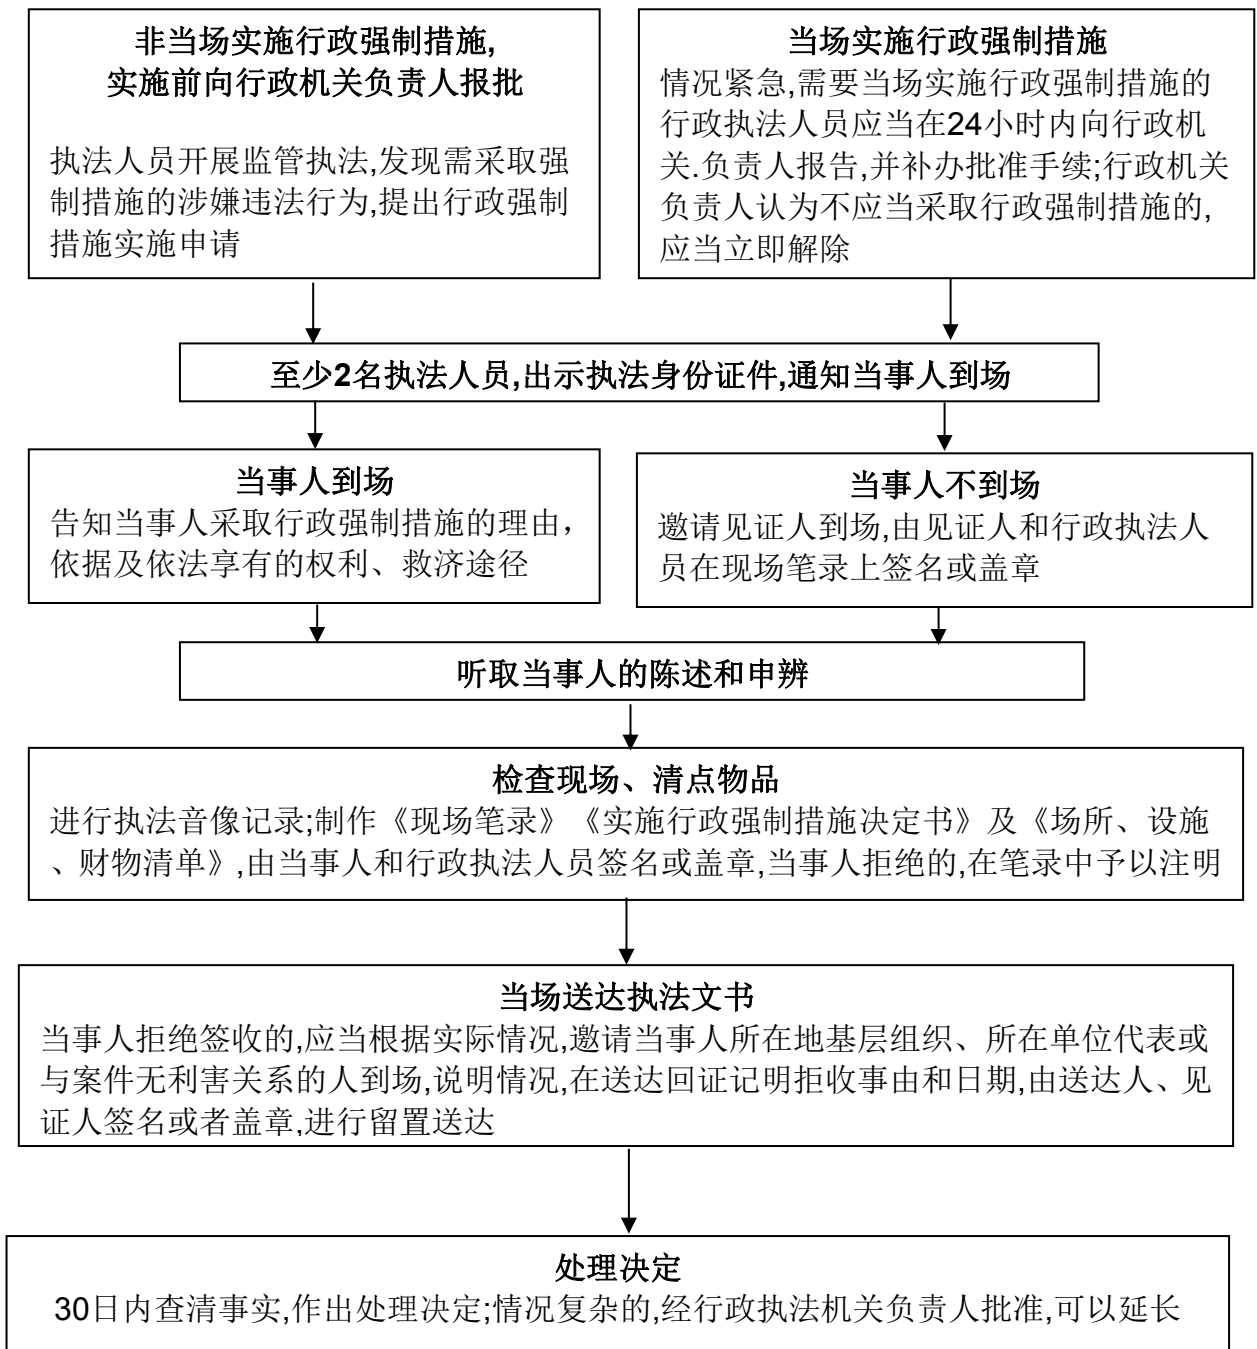 非当场实施行政强制措施,
实施前向行政机关负责人报批
执法人员开展监管执法,发现需采取强
制措施的涉嫌违法行为,提出行政强制
措施实施申请
当场实施行政强制措施
情况紧急,需要当场实施行政强制措施的
行政执法人员应当在24小时内向行政机
关.负责人报告,并补办批准手续;行政机关
负责人认为不应当采取行政强制措施的,
应当立即解除
至少2名执法人员,出示执法身份证件,通知当事人到场
当事人到场
告知当事人采取行政强制措施的理由，
依据及依法享有的权利、救济途径
当事人不到场
邀请见证人到场,由见证人和行政执法人
员在现场笔录上签名或盖章
听取当事人的陈述和申辨
检查现场、清点物品
进行执法音像记录;制作《现场笔录》《实施行政强制措施决定书》及《场所、设施
、财物清单》,由当事人和行政执法人员签名或盖章,当事人拒绝的,在笔录中予以注明
当场送达执法文书
当事人拒绝签收的,应当根据实际情况,邀请当事人所在地基层组织、所在单位代表或
与案件无利害关系的人到场,说明情况,在送达回证记明拒收事由和日期,由送达人、见
证人签名或者盖章,进行留置送达
处理决定
30日内查清事实,作出处理决定;情况复杂的,经行政执法机关负责人批准,可以延长